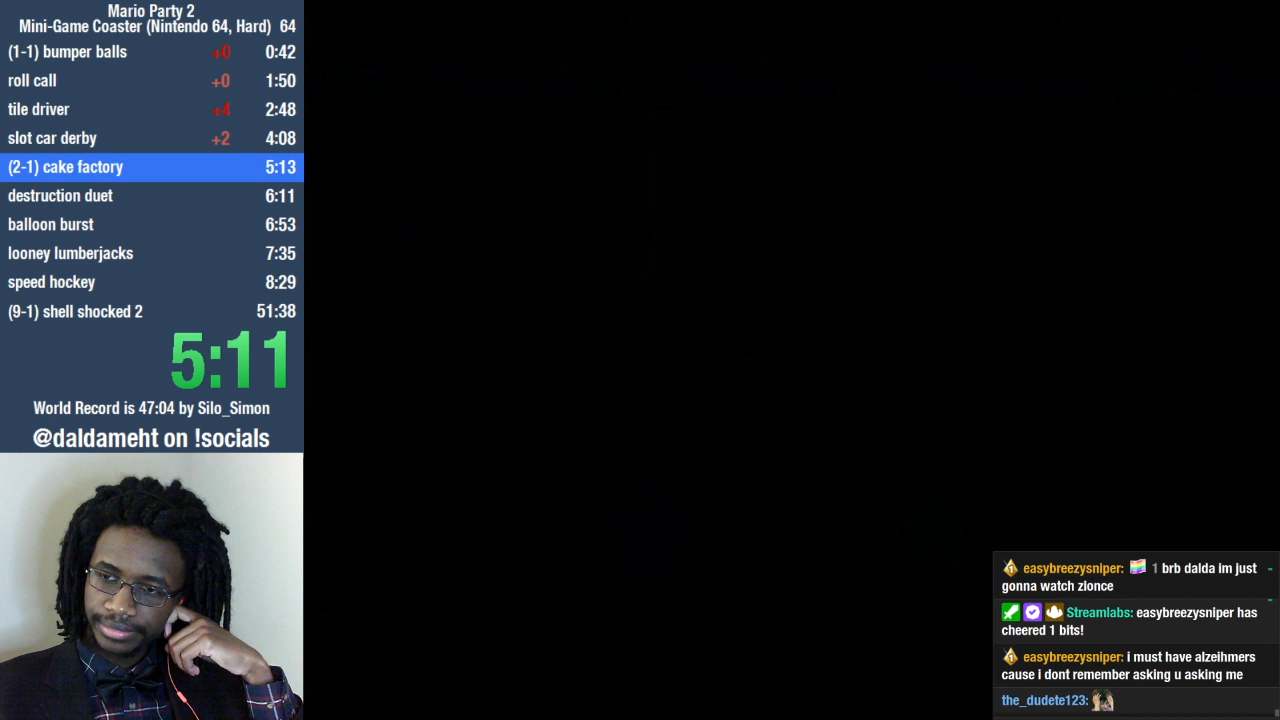 Mario Party 2
Mini-Game Coaster (Nintendo 64, Hard) 64
(1-1) bumper balls +0 0:42
roll call +0 1:50
tile driver +4 2:48
slot car derby +2 4:08
(2-1) cake factory 5:13
destruction duet 6:11
balloon burst 6:53
looney lumberjacks 7:35
speed hockey 8:29
(9-1) shell shocked 2 51:38
5:11
World Record is 47:04 by Silo_Simon
@daldameht on !socials
easybreezysniper: 1 brb dalda im just
gonna watch zlonce
Streamlabs: easybreezysniper has
cheered 1 bits!
easybreezysniper: i must have alzeihmers
cause i dont remember asking u asking me
the_dudete123: